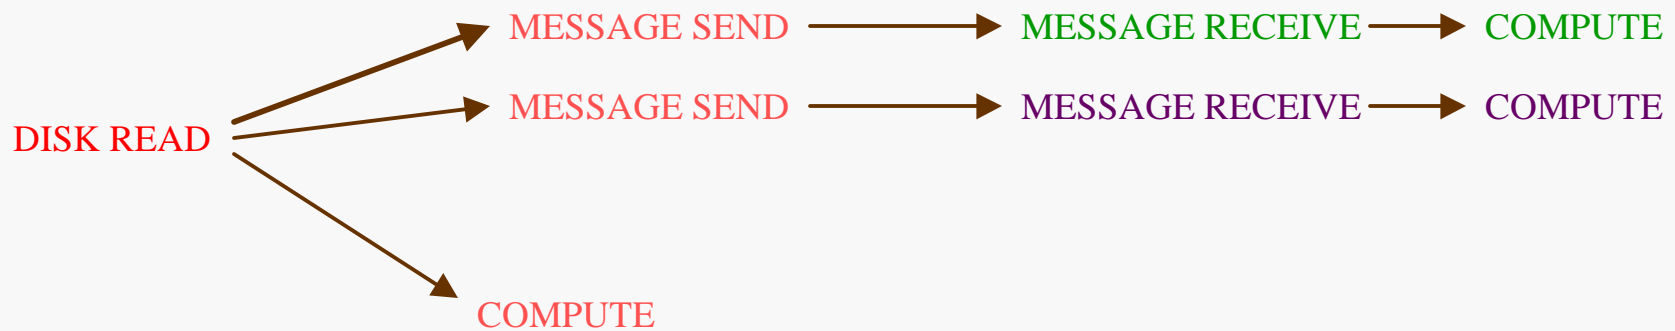 MESSAGE SEND MESSAGE RECEIVE COMPUTE
MESSAGE SEND MESSAGE RECEIVE COMPUTE
DISK READ
COMPUTE